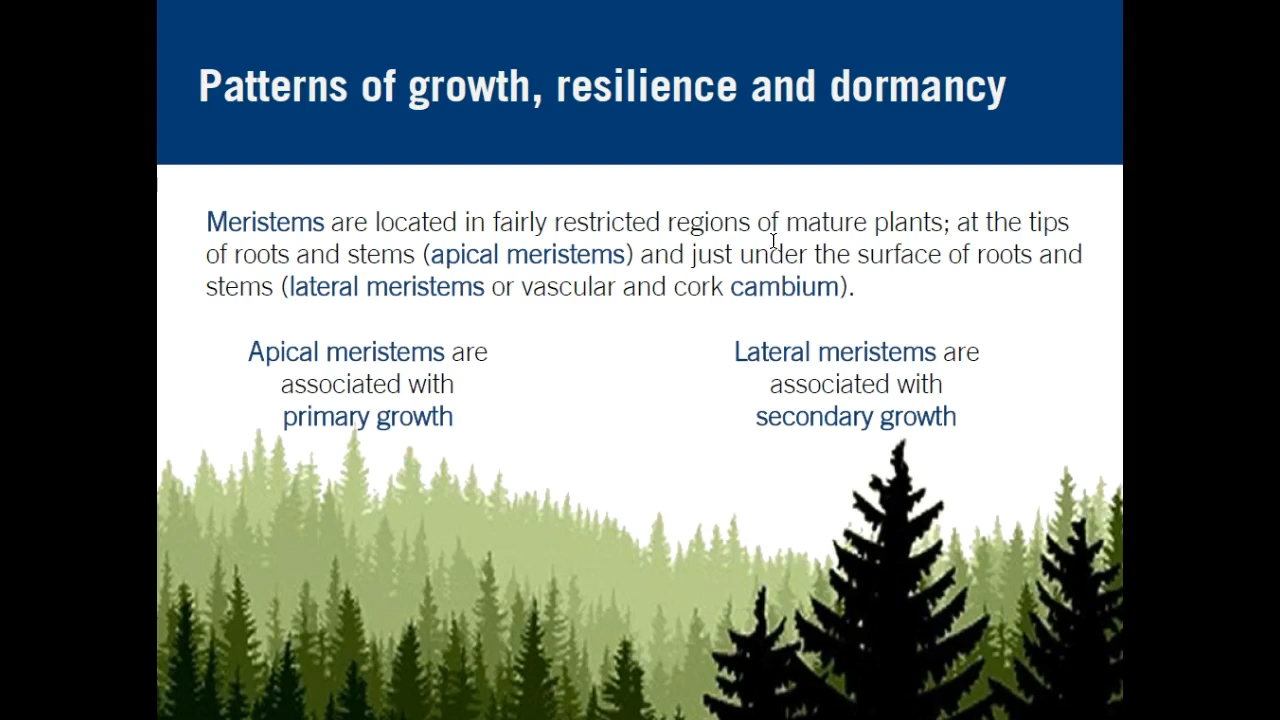 Patterns of growth, resilience and dormancy
Meristems are located in fairly restricted regions of mature plants; at the tips
of roots and stems (apical meristems) and just under the surface of roots and
stems (lateral meristems or vascular and cork cambium).
Apical meristems are
associated with
primary growth
Lateral meristems are
associated with
secondary growth